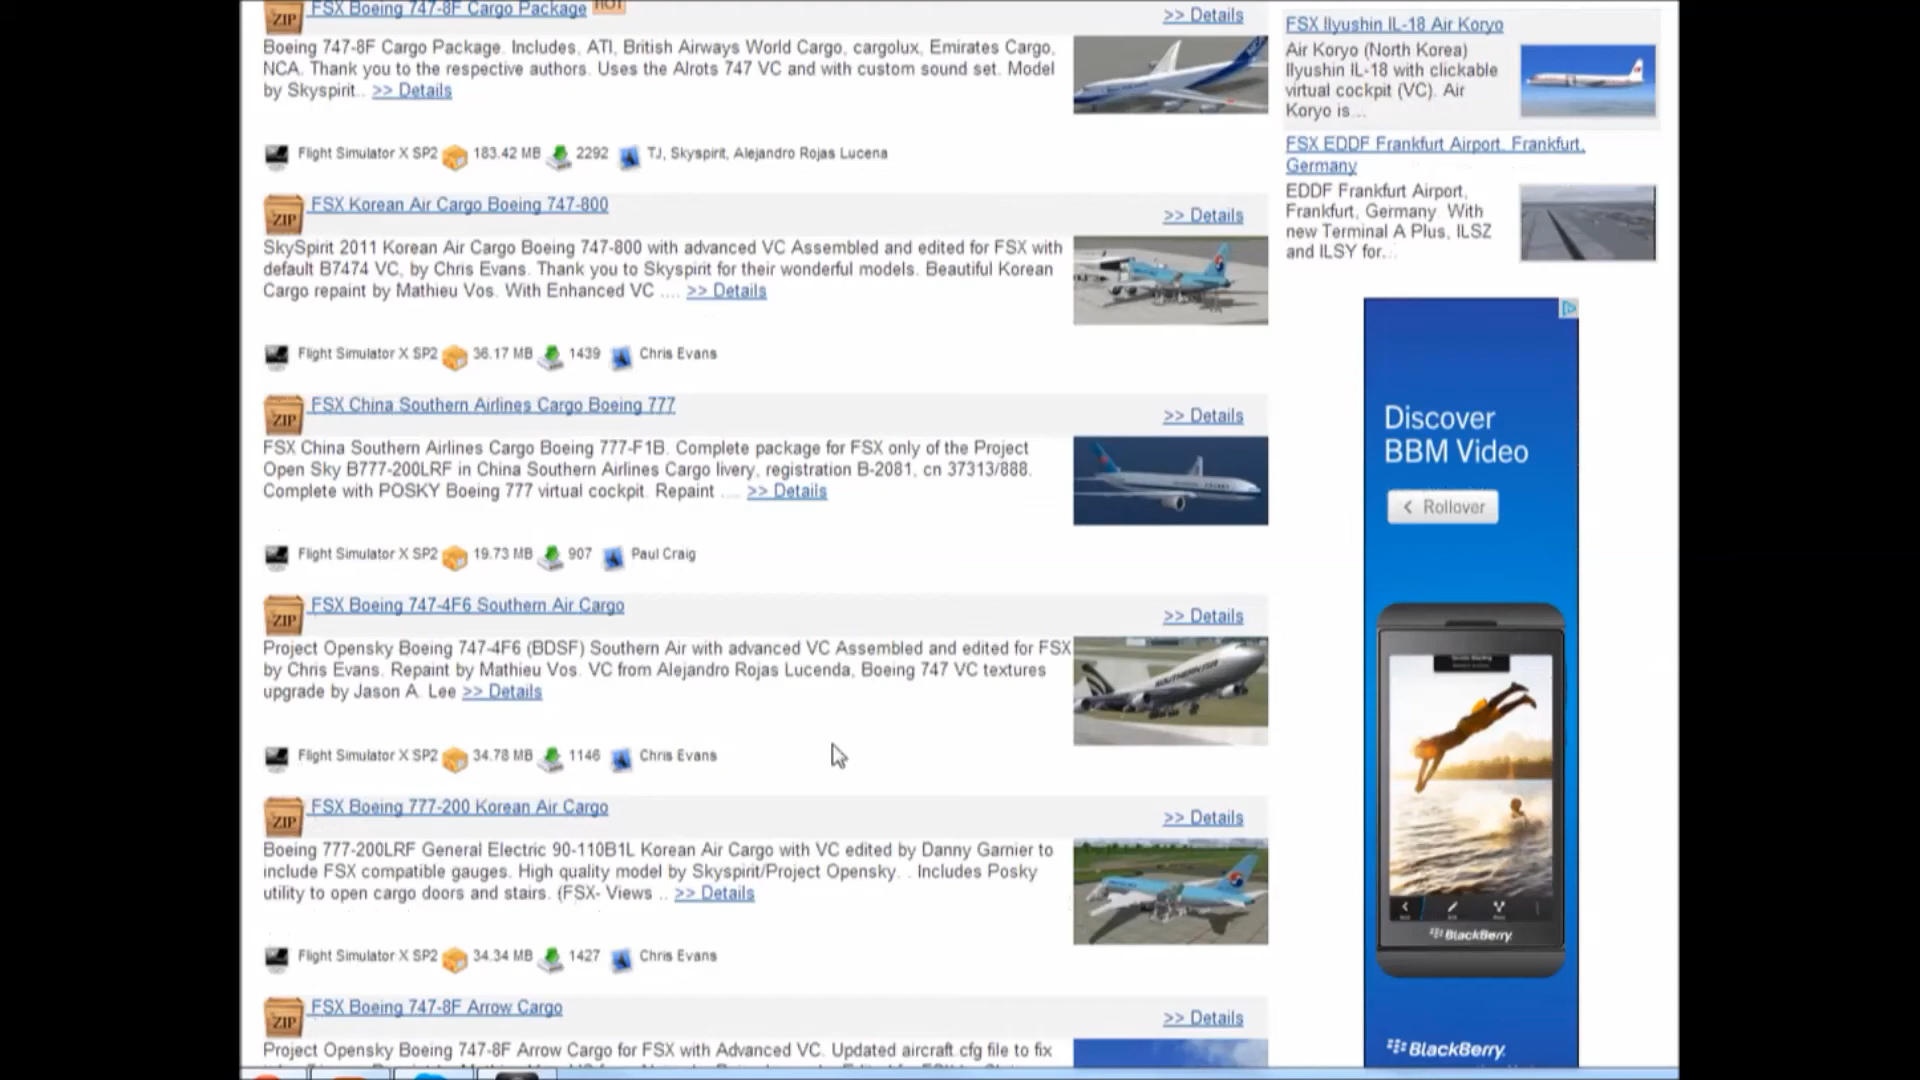 FSX Boeing 747-8F Cargo Package HOT
>> Details
Boeing 747-8F Cargo Package. Includes, ATI, British Airways World Cargo, cargolux, Emirates Cargo,
NCA. Thank you to the respective authors. Uses the Alrots 747 VC and with custom sound set. Model
by Skyspirit.. >> Details
Flight Simulator X SP2 183.42 MB 2292 TJ, Skyspirit, Alejandro Rojas Lucena
ZIP FSX Korean Air Cargo Boeing 747-800
>> Details
SkySpirit 2011 Korean Air Cargo Boeing 747-800 with advanced VC Assembled and edited for FSX with
default B7474 VC, by Chris Evans. Thank you to Skyspirit for their wonderful models. Beautiful Korean
Cargo repaint by Mathieu Vos. With Enhanced VC .... >> Details
Flight Simulator X SP2 36.17 MB 1439 Chris Evans
ZIP FSX China Southern Airlines Cargo Boeing 777
>> Details
FSX China Southern Airlines Cargo Boeing 777-F1B. Complete package for FSX only of the Project
Open Sky B777-200LRF in China Southern Airlines Cargo livery, registration B-2081, cn 37313/888.
Complete with POSKY Boeing 777 virtual cockpit. Repaint .... >> Details
Flight Simulator X SP2 19.73 MB 907 Paul Craig
ZIP FSX Boeing 747-4F6 Southern Air Cargo
>> Details
Project Opensky Boeing 747-4F6 (BDSF) Southern Air with advanced VC Assembled and edited for FSX
by Chris Evans. Repaint by Mathieu Vos. VC from Alejandro Rojas Lucenda, Boeing 747 VC textures
upgrade by Jason A. Lee >> Details
Flight Simulator X SP2 34.78 MB 1146 Chris Evans
ZIP FSX Boeing 777-200 Korean Air Cargo
>> Details
Boeing 777-200LRF General Electric 90-110B1L Korean Air Cargo with VC edited by Danny Garnier to
include FSX compatible gauges. High quality model by Skyspirit/Project Opensky. . Includes Posky
utility to open cargo doors and stairs. (FSX- Views .. >> Details
Flight Simulator X SP2 34.34 MB 1427 Chris Evans
ZIP FSX Boeing 747-8F Arrow Cargo
>> Details
Project Opensky Boeing 747-8F Arrow Cargo for FSX with Advanced VC. Updated aircraft cfg file to fix
FSX Ilyushin IL-18 Air Koryo
Air Koryo (North Korea)
Ilyushin IL-18 with clickable
virtual cockpit (VC). Air
Koryo is...
FSX EDDF Frankfurt Airport, Frankfurt,
Germany
EDDF Frankfurt Airport,
Frankfurt, Germany. With
new Terminal A Plus, ILSZ
and ILSY for...
Discover
BBM Video
< Rollover
BlackBerry
BlackBerry